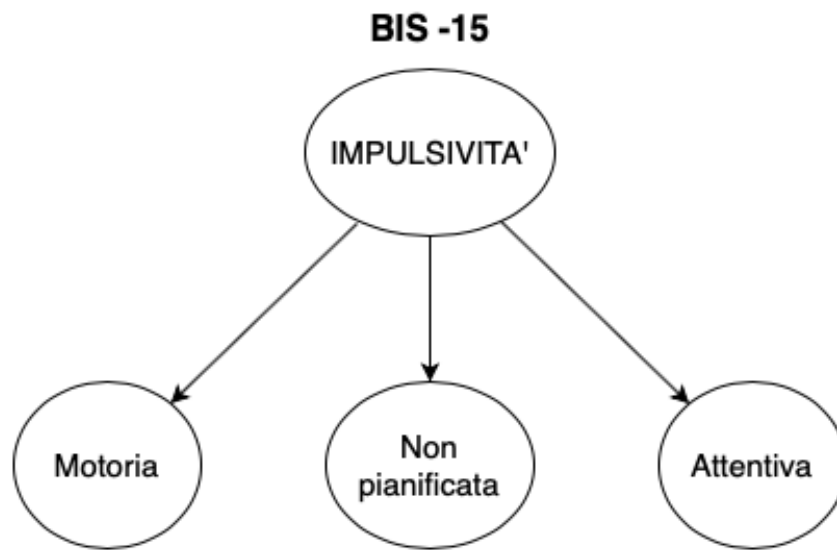 BIS -15
IMPULSIVITA'
Motoria
Non
pianificata
Attentiva